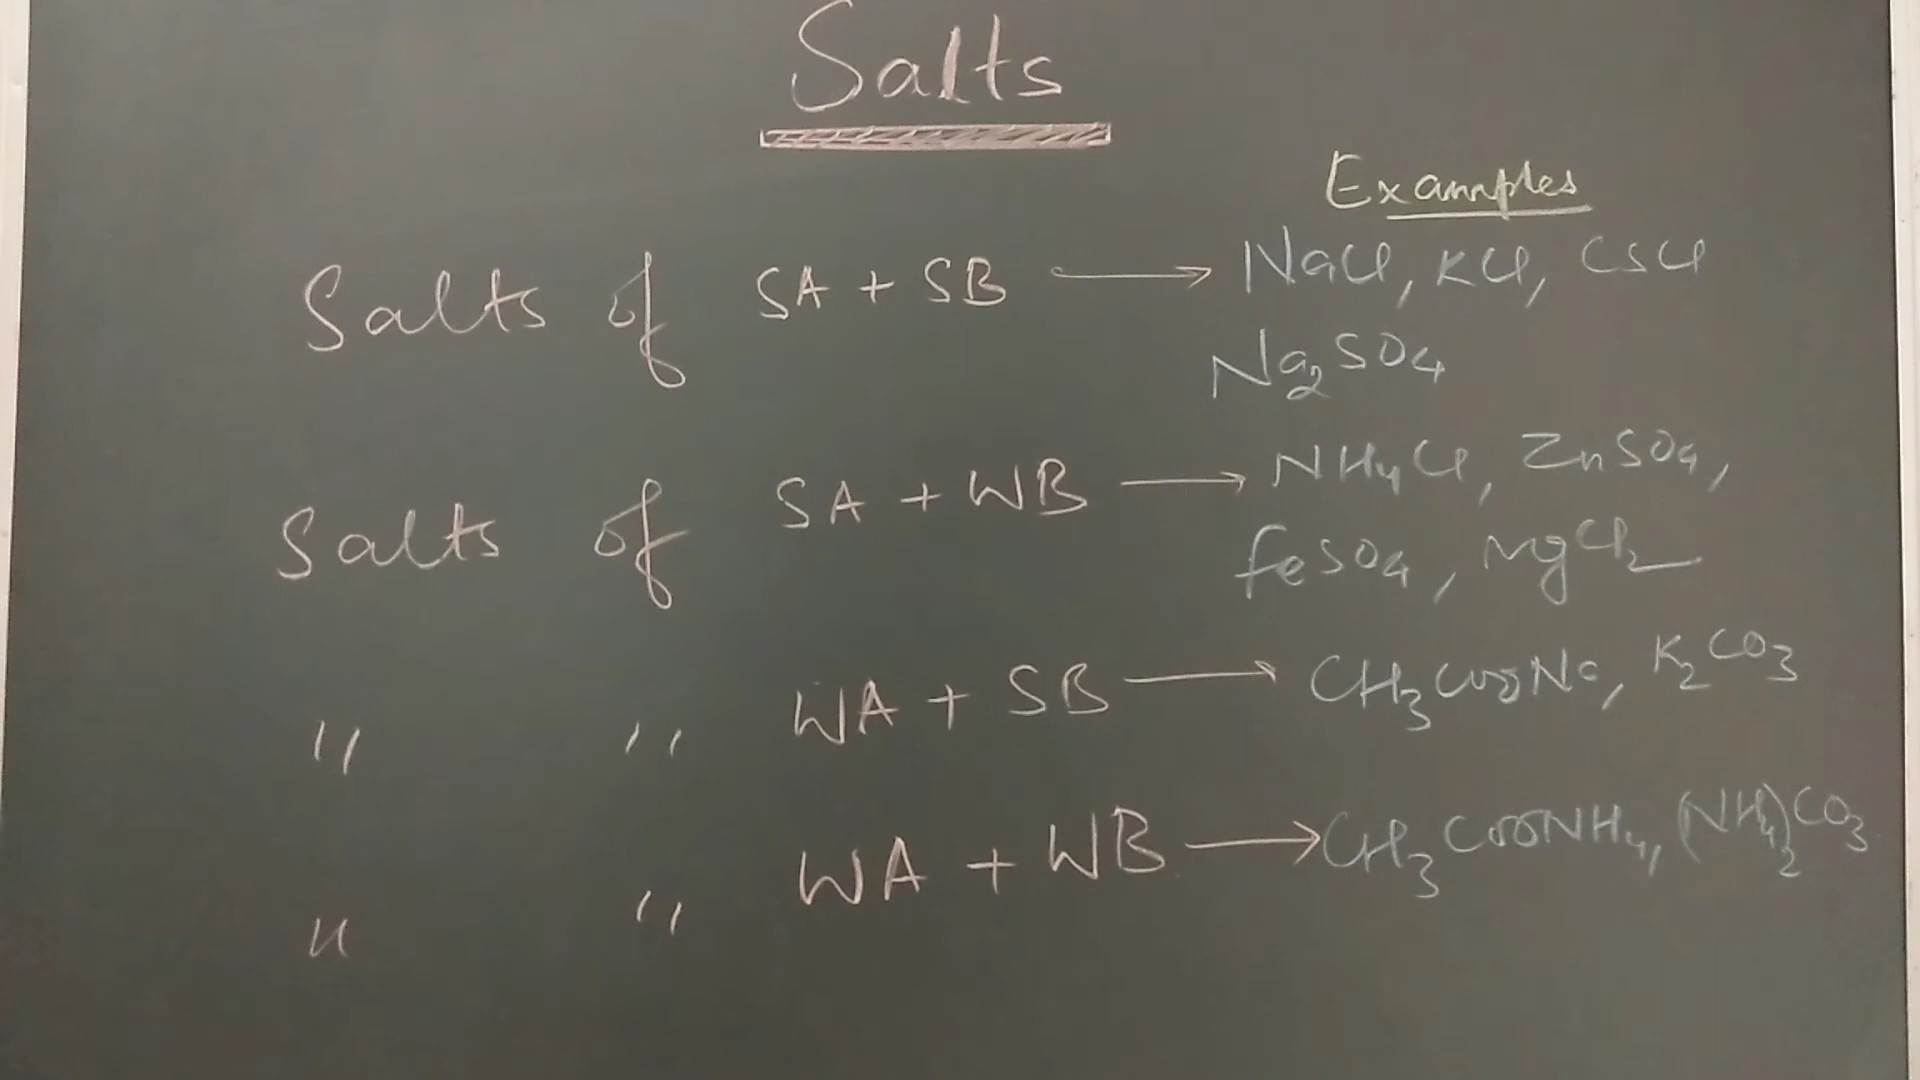 Salts
Examples
Salts of SA + SB → NaCl, KCl, CsCl
Na2SO4
Salts of SA + WB → NH4Cl, ZnSO4,
FeSO4, MgCl2
" " WA + SB → CH3COONa, K2CO3
" " WA + WB → CH3COONH4, (NH4)2CO3